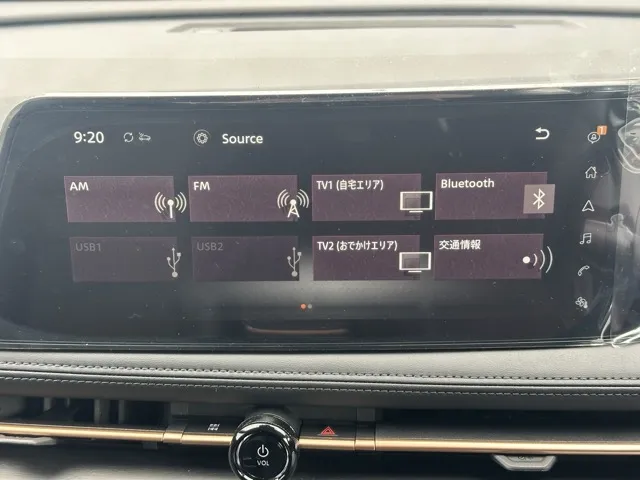 9:20
Source
1
AM
FM
TV1 (自宅エリア)
Bluetooth
USB1
USB2
TV2 (おでかけエリア)
交通情報
VOL